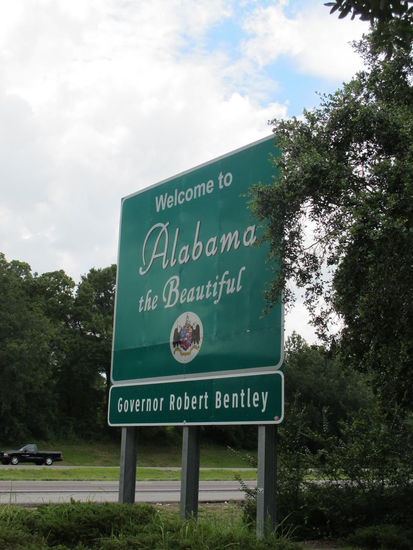 Welcome to
Alabama
the Beautiful
Governor Robert Bentley